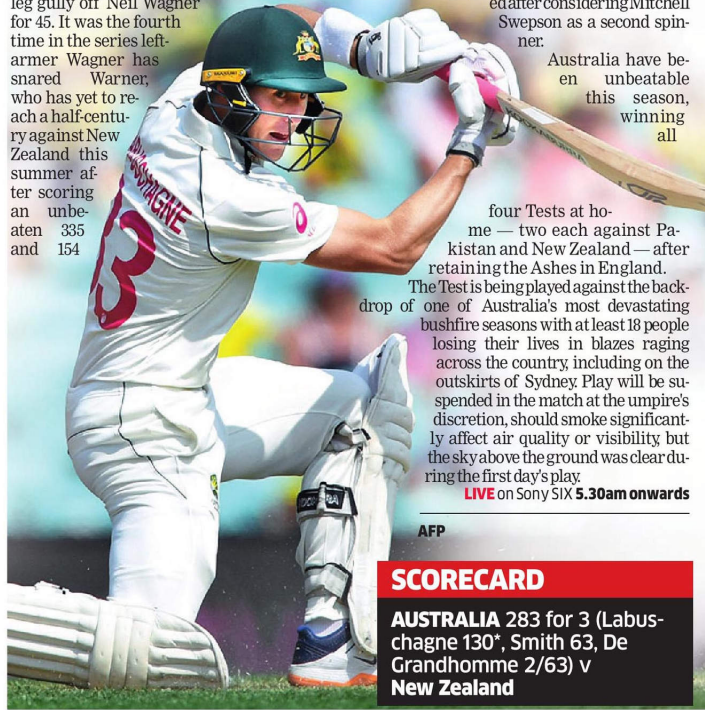 leg gully off Neil Wagner
for 45. It was the fourth
time in the series left-
armer Wagner has
snared Warner,
who has yet to re-
ach a half-centu-
ry against New
Zealand this
summer af-
ter scoring
an unbe-
aten 335
and 154
ed after considering Mitchell
Swepson as a second spin-
ner.
Australia have be-
en unbeatable
this season,
winning
all
four Tests at ho-
me — two each against Pa-
kistan and New Zealand — after
retaining the Ashes in England.
The Test is being played against the back-
drop of one of Australia's most devastating
bushfire seasons with at least 18 people
losing their lives in blazes raging
across the country, including on the
outskirts of Sydney. Play will be su-
spended in the match at the umpire's
discretion, should smoke significant-
ly affect air quality or visibility, but
the sky above the ground was clear du-
ring the first day's play.
LIVE on Sony SIX 5.30am onwards
AFP
SCORECARD
AUSTRALIA 283 for 3 (Labus-
chagne 130*, Smith 63, De
Grandhomme 2/63) v
New Zealand
LABUSCHAGNE
33
KOOKABURRA